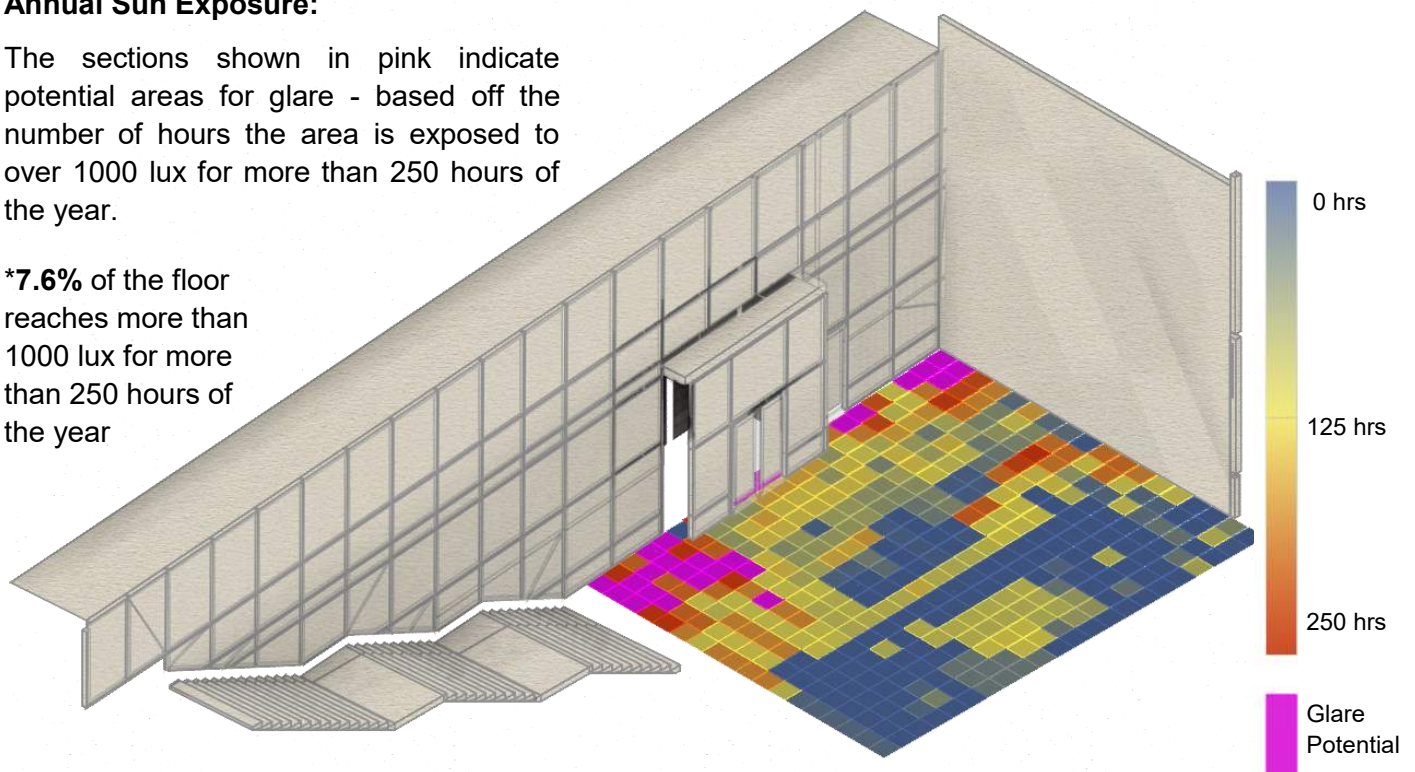 Annual Sun Exposure:
The sections shown in pink indicate
potential areas for glare - based off the
number of hours the area is exposed to
over 1000 lux for more than 250 hours of
the year.
*7.6% of the floor
reaches more than
1000 lux for more
than 250 hours of
the year
0 hrs
125 hrs
250 hrs
Glare
Potential